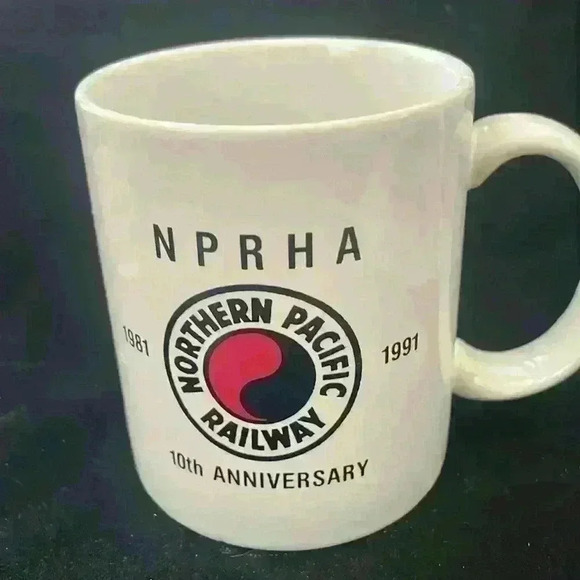 NPRHA
1981
NORTHERN PACIFIC
RAILWAY
1991
10th ANNIVERSARY